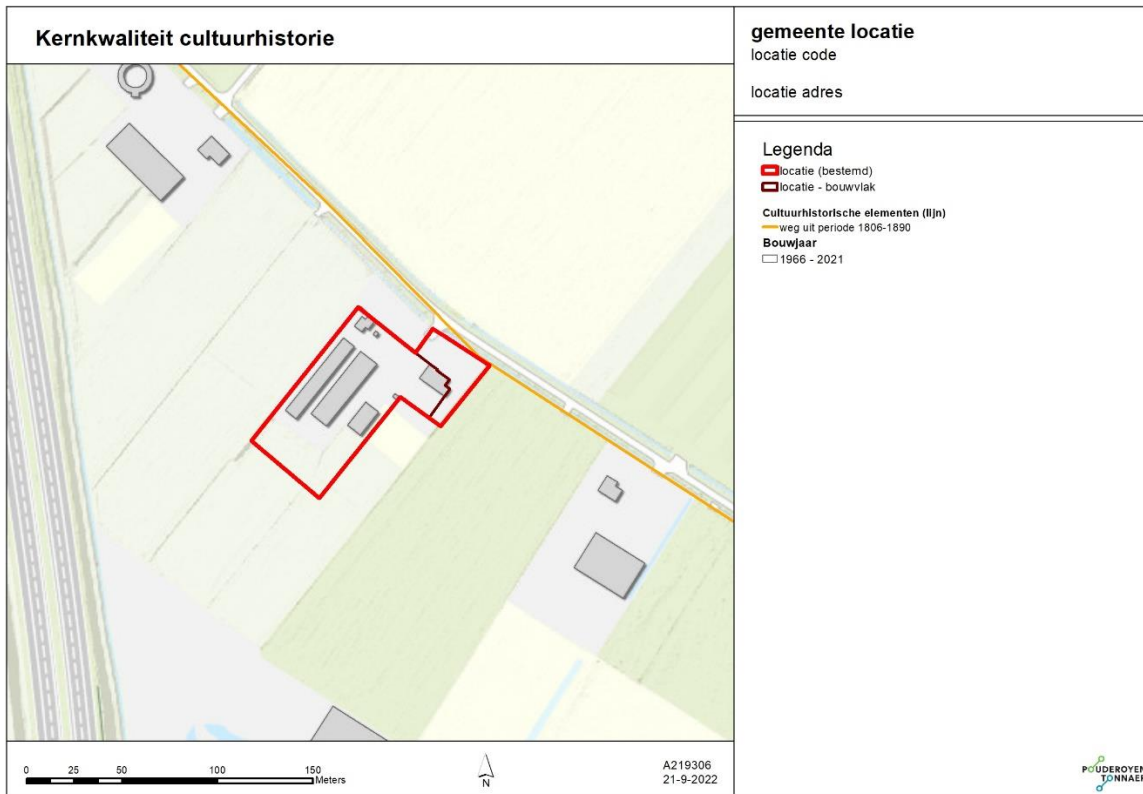 Kernkwaliteit cultuurhistorie
gemeente locatie
locatie code
locatie adres
Legenda
locatie (bestemd)
locatie - bouwvlak
Cultuurhistorische elementen (lijn)
weg uit periode 1806-1890
Bouwjaar
1966 - 2021
0 25 50 100 150
Meters
N
A219306
21-9-2022
POUDEROYEN
TONNAER